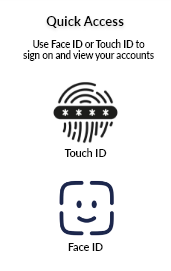 Quick Access
Use Face ID or Touch ID to
sign on and view your accounts
****
Touch ID
Face ID